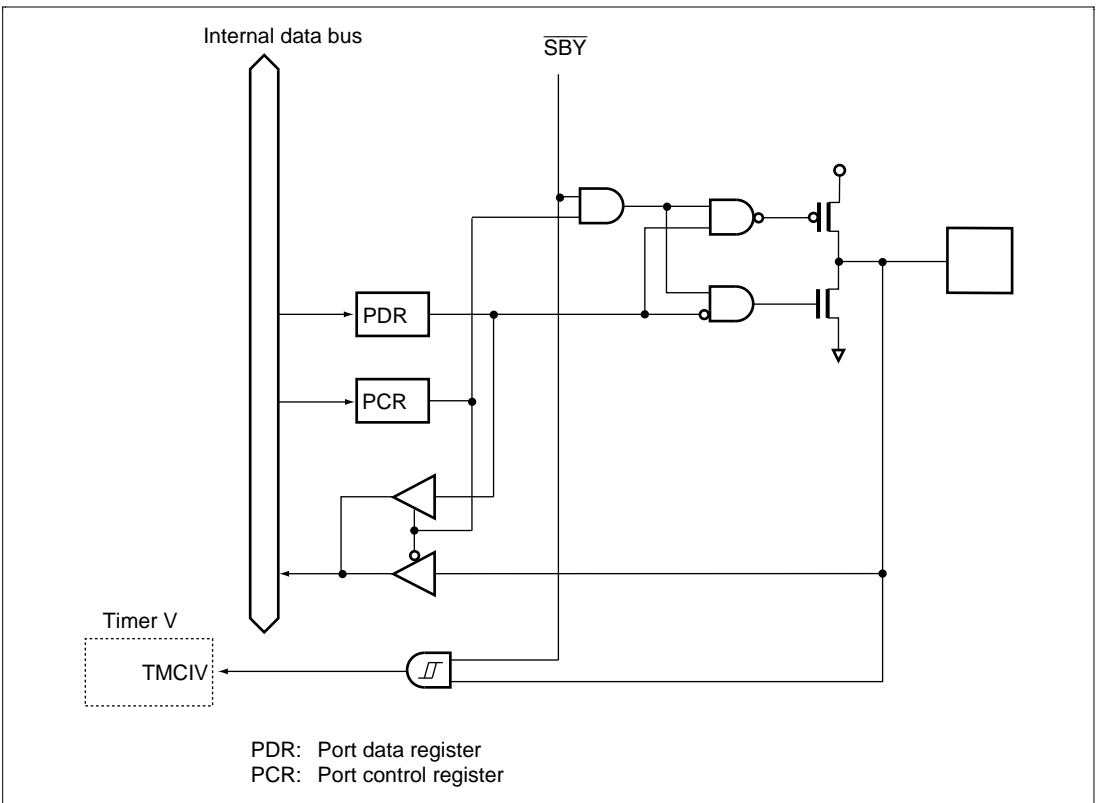 Internal data bus
SBY
PDR
PCR
Timer V
TMCIV
PDR: Port data register
PCR: Port control register